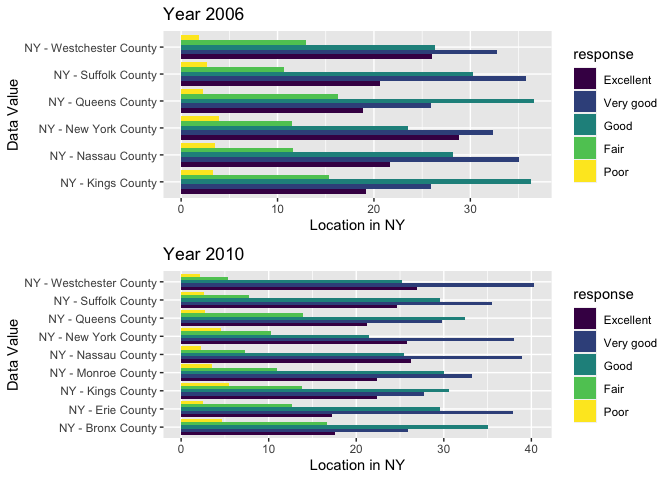 Year 2006
NY - Westchester County
NY - Suffolk County
NY - Queens County
NY - New York County
NY - Nassau County
NY - Kings County
Data Value
0 10 20 30
Location in NY
response
Excellent
Very good
Good
Fair
Poor
Year 2010
NY - Westchester County
NY - Suffolk County
NY - Queens County
NY - New York County
NY - Nassau County
NY - Monroe County
NY - Kings County
NY - Erie County
NY - Bronx County
Data Value
0 10 20 30 40
Location in NY
response
Excellent
Very good
Good
Fair
Poor